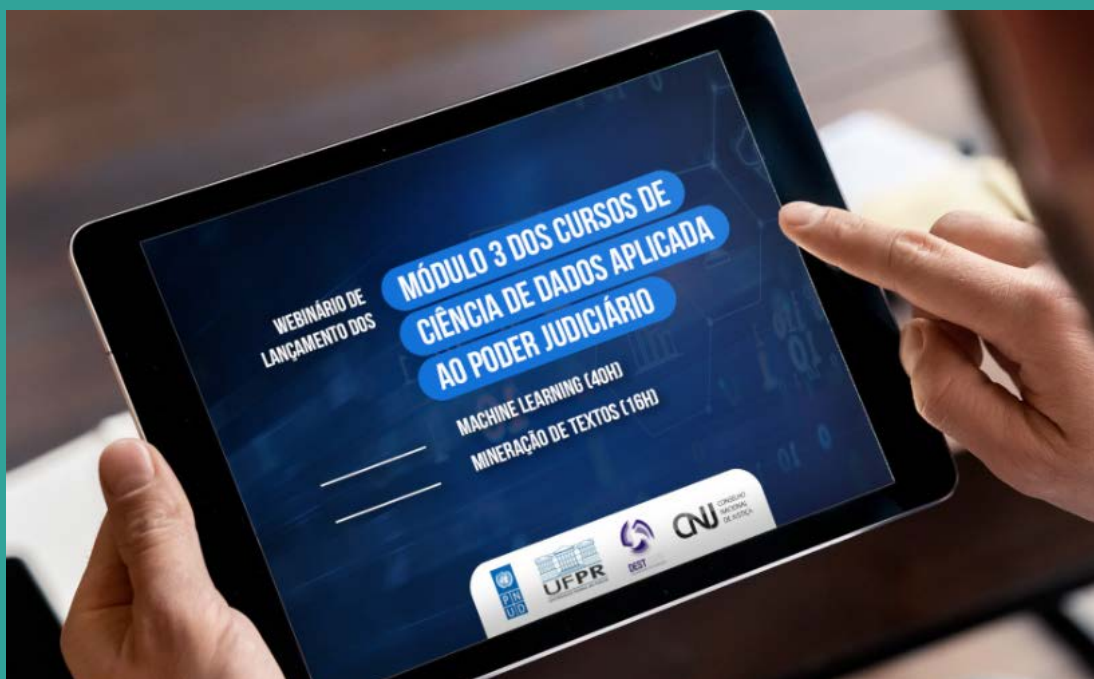 WEBINÁRIO DE
LANÇAMENTO DOS
MÓDULO 3 DOS CURSOS DE
CIÊNCIA DE DADOS APLICADA
AO PODER JUDICIÁRIO
MACHINE LEARNING (40H)
MINERAÇÃO DE TEXTOS (16H)
PNUD
UFPR
DEST
CNJ
CONSELHO
NACIONAL
DE JUSTIÇA